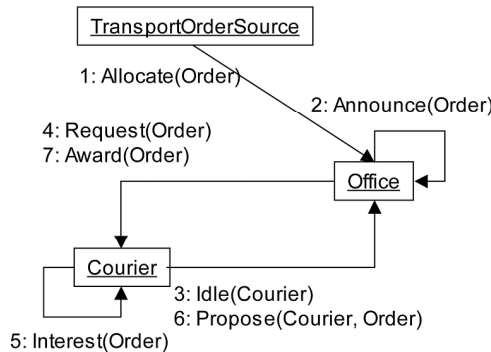 TransportOrderSource
1: Allocate(Order)
2: Announce(Order)
4: Request(Order)
7: Award(Order)
Office
Courier
3: Idle(Courier)
6: Propose(Courier, Order)
5: Interest(Order)